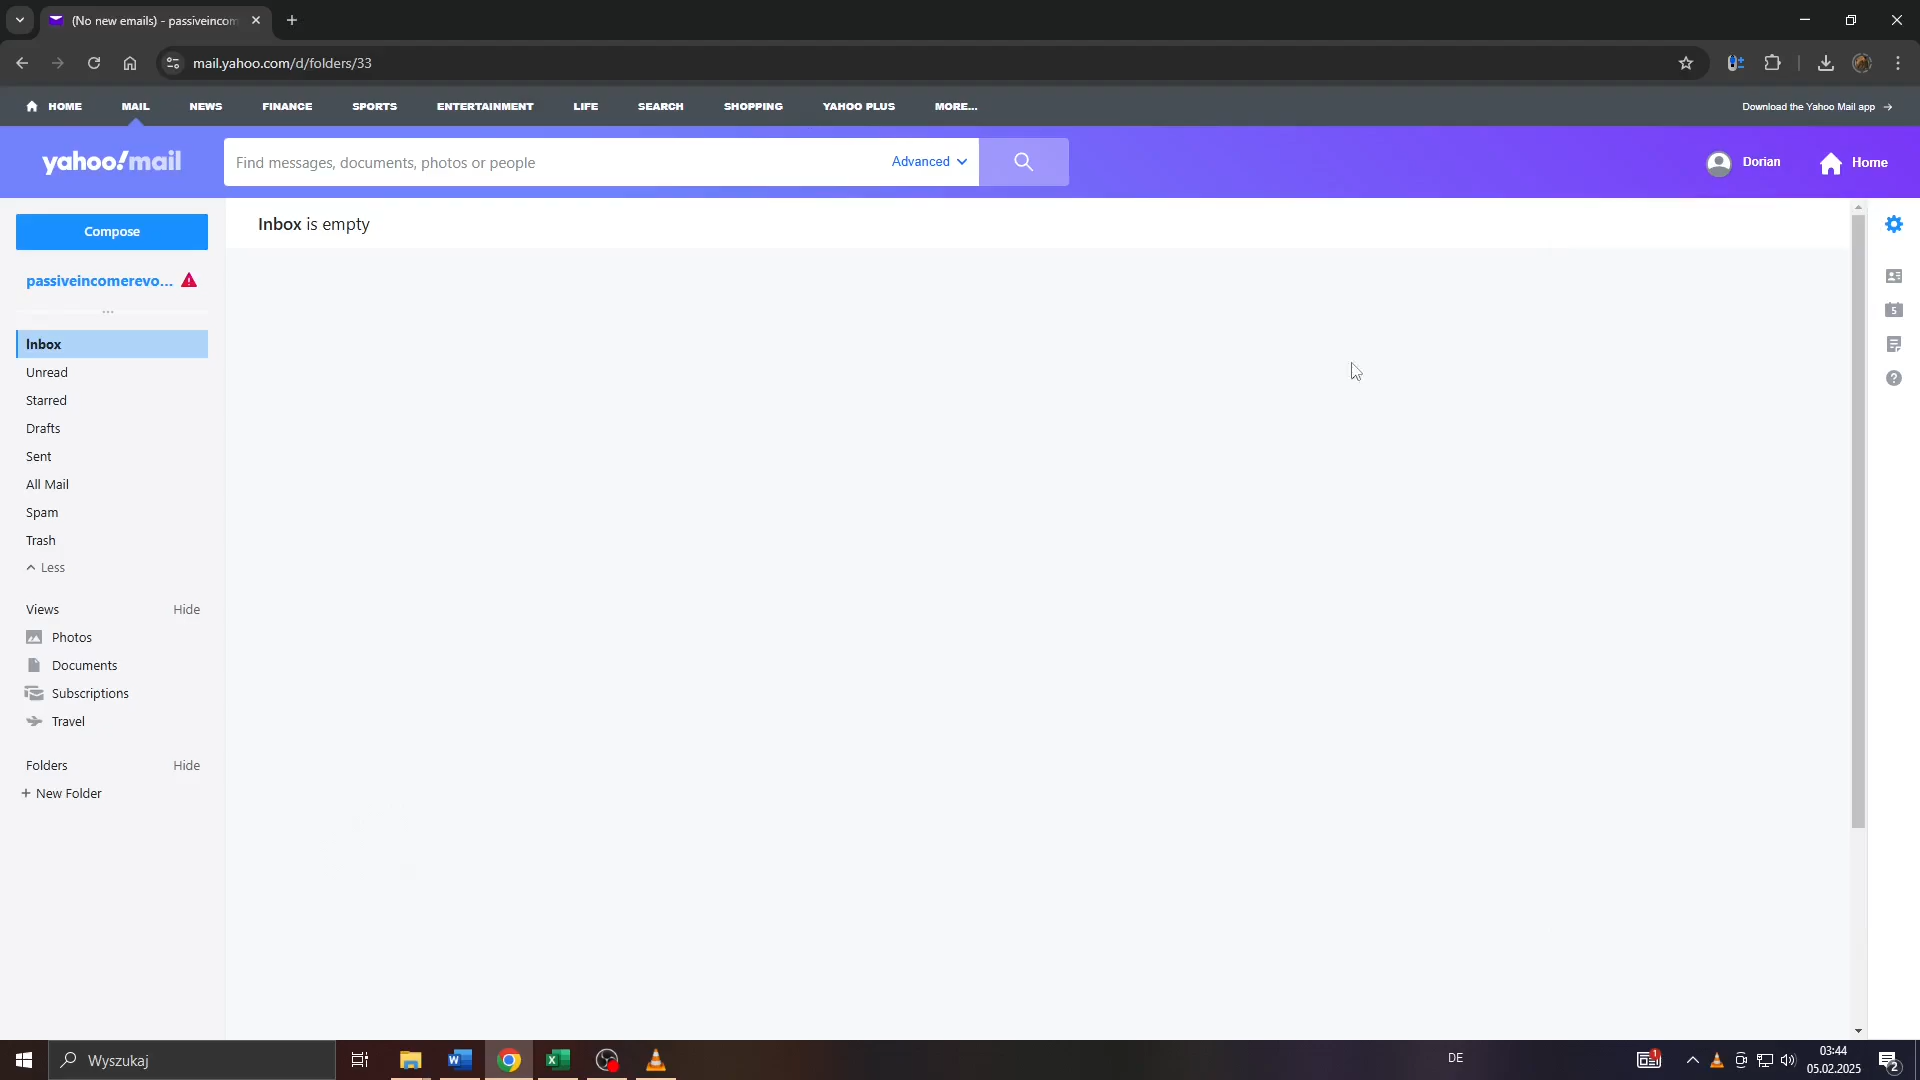 (No new emails) - passiveincom
mail.yahoo.com/d/folders/33
HOME MAIL NEWS FINANCE SPORTS ENTERTAINMENT LIFE SEARCH SHOPPING YAHOO PLUS MORE... Download the Yahoo Mail app →
yahoo!mail Find messages, documents, photos or people Advanced Dorian Home
Compose
Inbox is empty
passiveincomerevo...
...
5
Inbox
Unread
Starred
Drafts
Sent
All Mail
Spam
Trash
Less
Views Hide
Photos
Documents
Subscriptions
Travel
Folders Hide
+ New Folder
Wyszukaj DE 1 03:44
05.02.2025 2